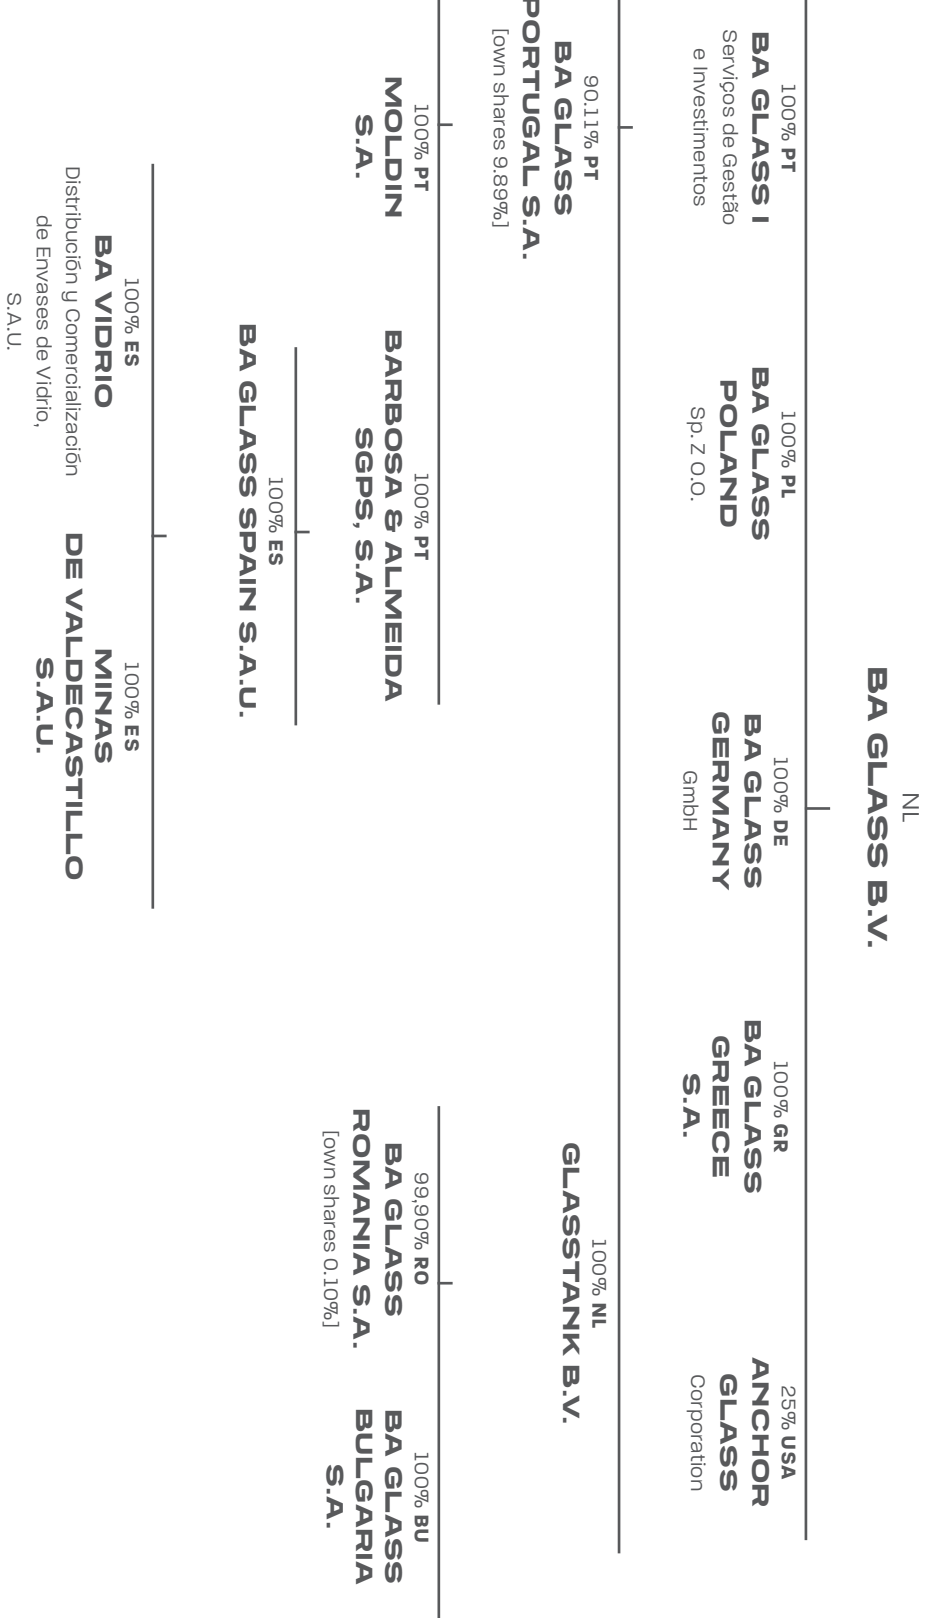 NL
BA GLASS B.V.
100% PT
BA GLASS I
Serviços de Gestão
e Investimentos
100% PL
BA GLASS
POLAND
Sp. Z O.O.
100% DE
BA GLASS
GERMANY
GmbH
100% GR
BA GLASS
GREECE
S.A.
25% USA
ANCHOR
GLASS
Corporation
90.11% PT
BA GLASS
PORTUGAL S.A.
[own shares 9.89%]
100% NL
GLASSTANK B.V.
100% PT
MOLDIN
S.A.
100% PT
BARBOSA & ALMEIDA
SGPS, S.A.
99,90% RO
BA GLASS
ROMANIA S.A.
[own shares 0.10%]
100% BU
BA GLASS
BULGARIA
S.A.
100% ES
BA GLASS SPAIN S.A.U.
100% ES
BA VIDRIO
Distribución y Comercialización
de Envases de Vidrio,
S.A.U.
100% ES
MINAS
DE VALDECASTILLO
S.A.U.